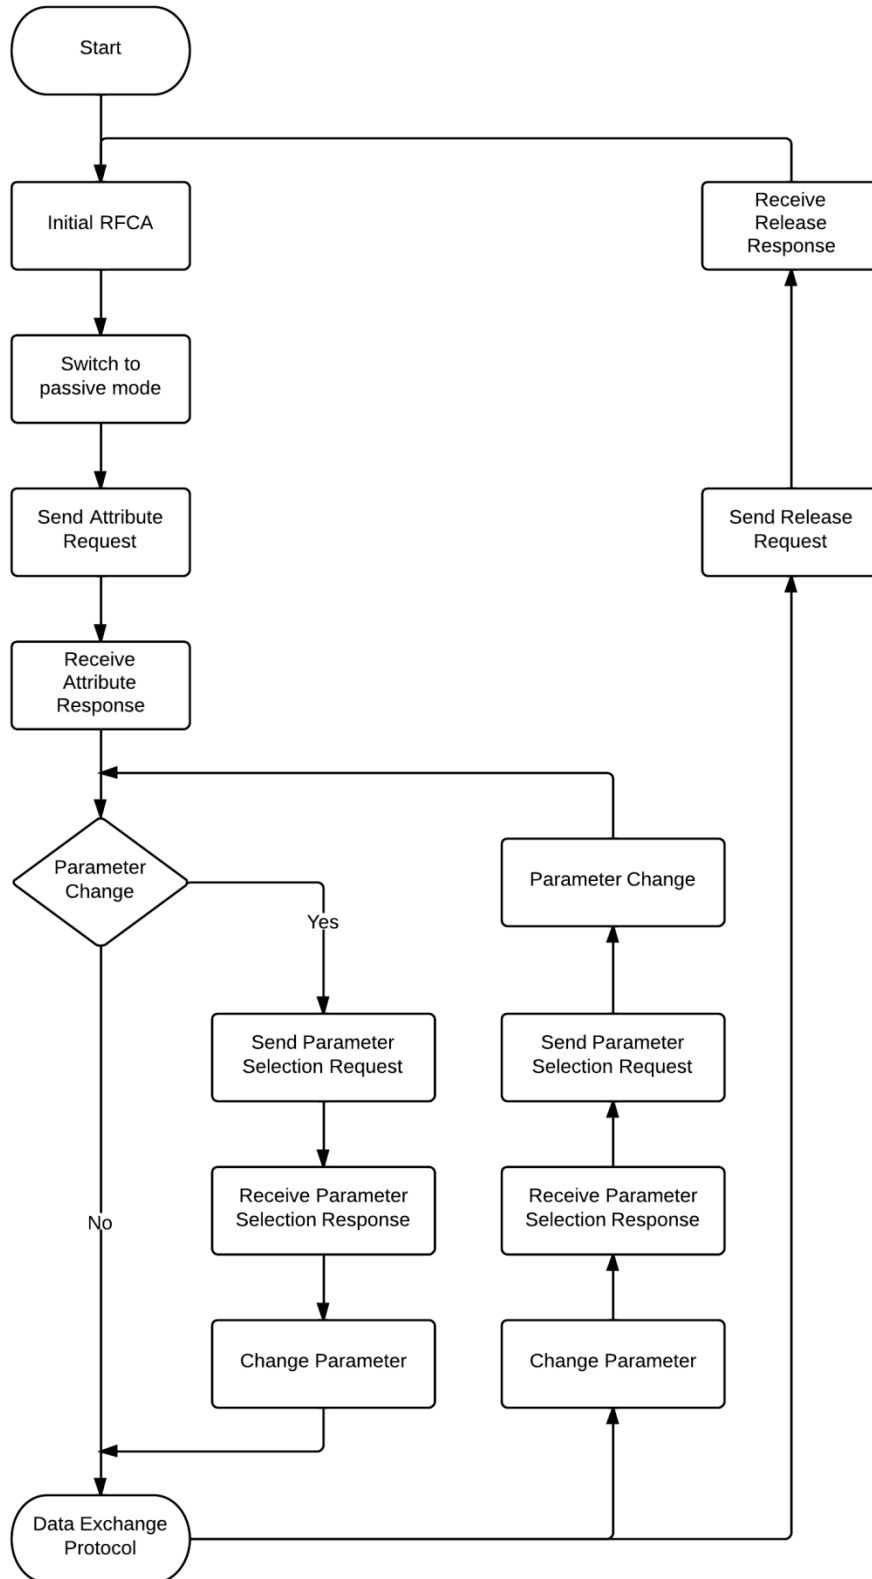 Start
Initial RFCA
Receive
Release
Response
Switch to
passive mode
Send Attribute
Request
Send Release
Request
Receive
Attribute
Response
Parameter
Change
Parameter Change
Yes
Send Parameter
Selection Request
Send Parameter
Selection Request
Receive Parameter
Selection Response
Receive Parameter
Selection Response
No
Change Parameter
Change Parameter
Data Exchange
Protocol